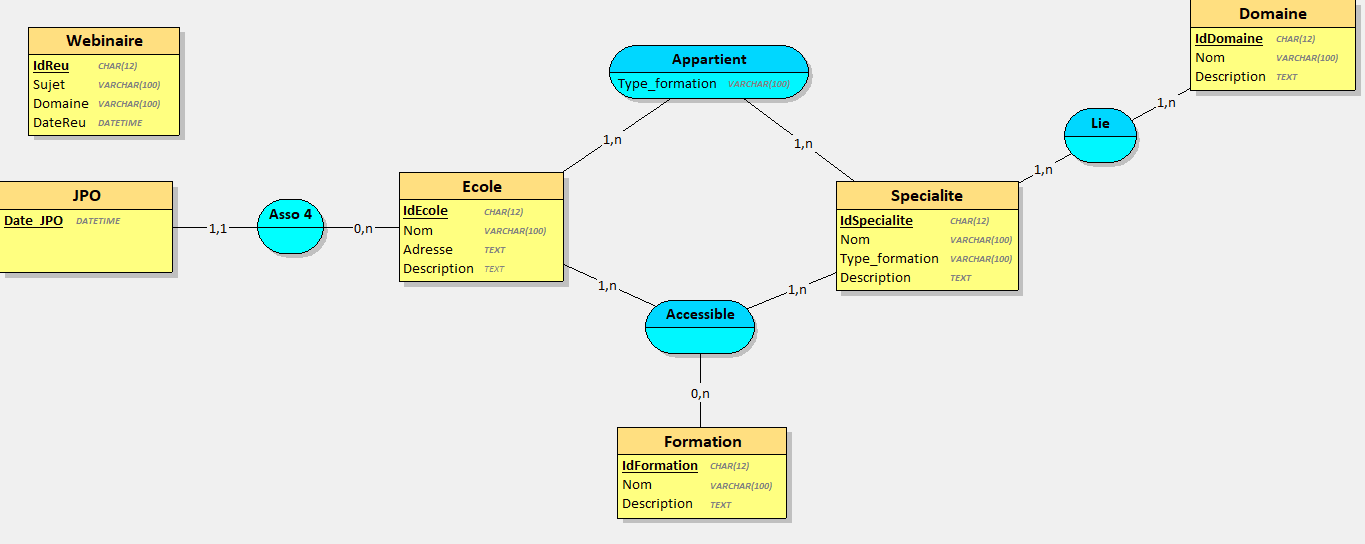 Webinaire
IdReu CHAR(12)
Sujet VARCHAR(100)
Domaine VARCHAR(100)
DateReu DATETIME
Appartient
Type_formation VARCHAR(100)
Domaine
IdDomaine CHAR(12)
Nom VARCHAR(100)
Description TEXT
1,n
Lie
1,n
1,n
1,n
JPO
Date_JPO DATETIME
1,1
Asso 4
0,n
Ecole
IdEcole CHAR(12)
Nom VARCHAR(100)
Adresse TEXT
Description TEXT
Specialite
IdSpecialite CHAR(12)
Nom VARCHAR(100)
Type_formation VARCHAR(100)
Description TEXT
1,n
1,n
Accessible
0,n
Formation
IdFormation CHAR(12)
Nom VARCHAR(100)
Description TEXT